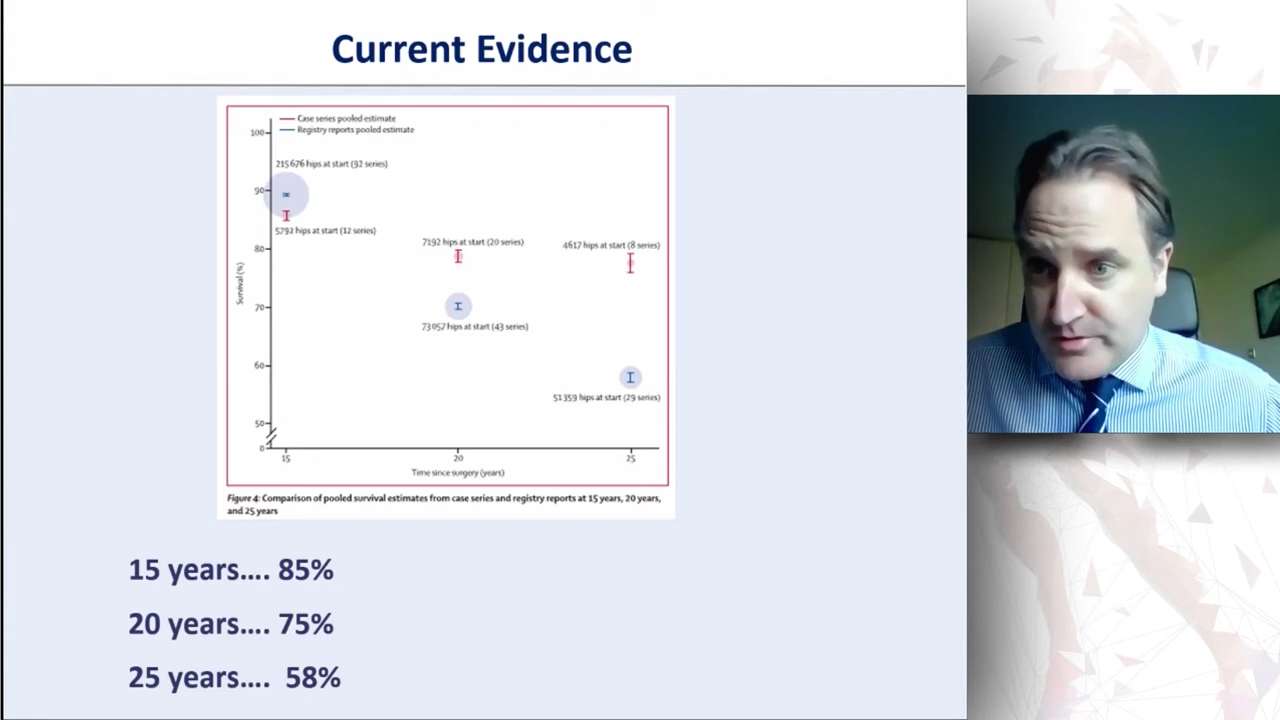 Current Evidence
Case series pooled estimate
Registry reports pooled estimate
100
215 676 hips at start (92 series)
90
5792 hips at start (12 series)
80
7192 hips at start (20 series)
4617 hips at start (8 series)
Survival (%)
70
73 057 hips at start (43 series)
60
51 359 hips at start (29 series)
50
0
15
20
25
Time since surgery (years)
Figure 4: Comparison of pooled survival estimates from case series and registry reports at 15 years, 20 years,
and 25 years
15 years.... 85%
20 years.... 75%
25 years.... 58%